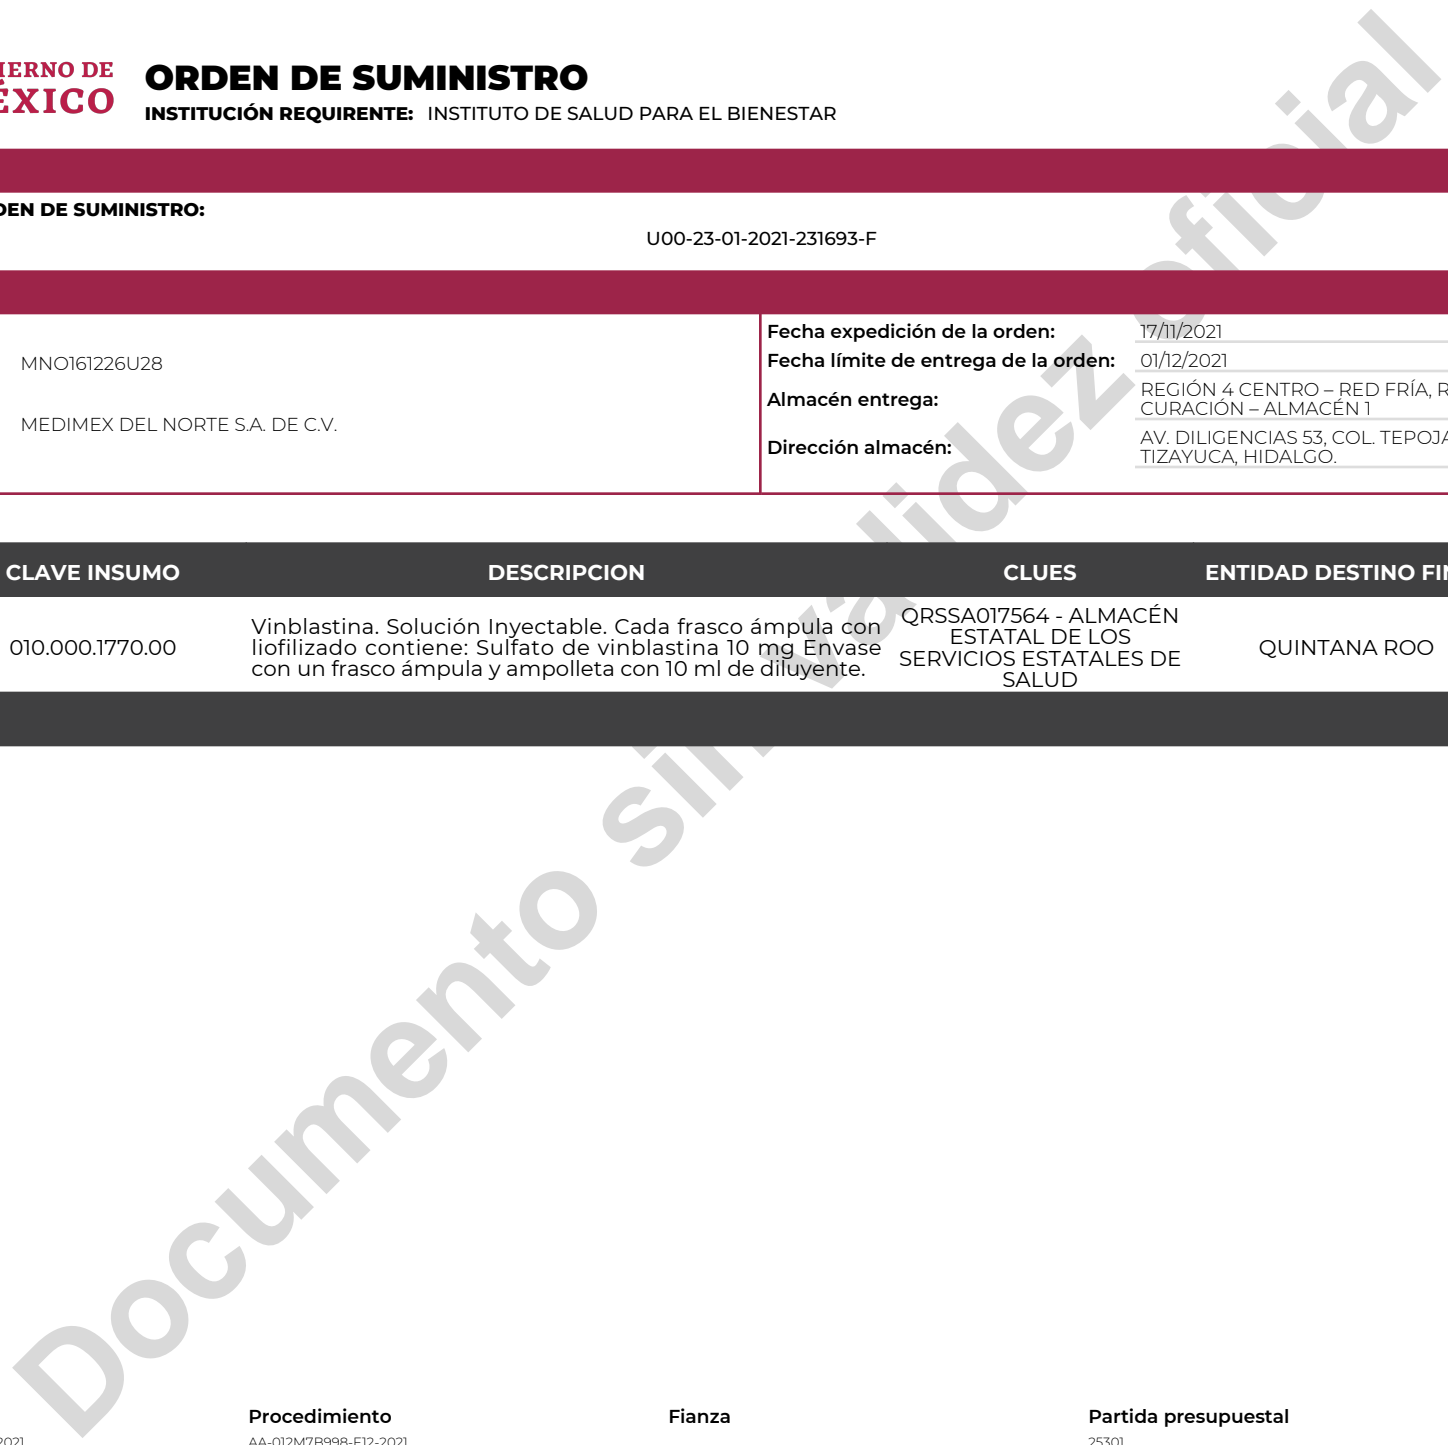 ORDEN DE SUMINISTRO
INSTITUCIÓN REQUIRENTE: INSTITUTO DE SALUD PARA EL BIENESTAR
DE
DE SUMINISTRO:
U00-23-01-2021-231693-F
MNO161226U28
MEDIMEX DEL NORTE S.A. DE C.V.
Fecha expedición de la orden: 17/11/2021
Fecha límite de entrega de la orden: 01/12/2021
Almacén entrega: REGIÓN 4 CENTRO – RED FRÍA,
CURACIÓN – ALMACÉN 1
Dirección almacén: AV. DILIGENCIAS 53, COL.
TIZAYUCA, HIDALGO.
CLAVE INSUMO DESCRIPCION CLUES ENTIDAD DESTINO
010.000.1770.00
Vinblastina. Solución Inyectable. Cada frasco ámpula con
liofilizado contiene: Sulfato de vinblastina 10 mg Envase
con un frasco ámpula y ampolleta con 10 ml de diluyente.
QRSSA017564 - ALMACÉN
ESTATAL DE LOS
SERVICIOS ESTATALES DE
SALUD
QUINTANA ROO
Documento sin validez oficial
Procedimiento Fianza Partida presupuestal
AA-012M7B998-E12-2021 25301